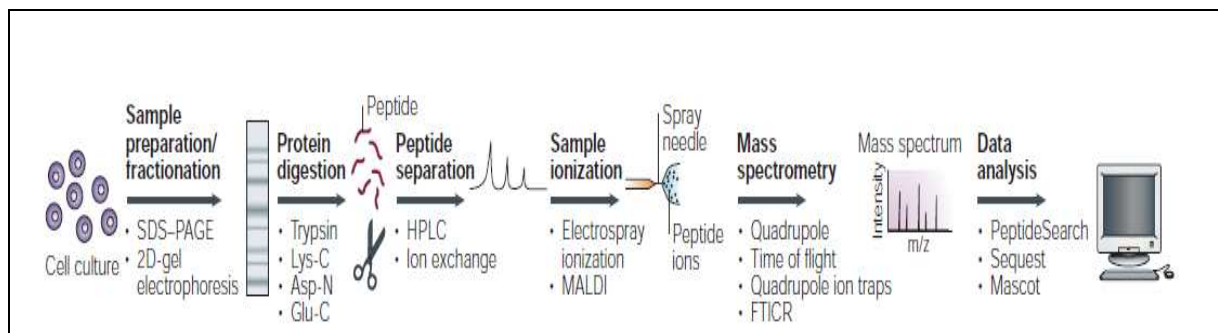 Cell culture
Sample
preparation/
fractionation
• SDS–PAGE
• 2D-gel
electrophoresis
Protein
digestion
• Trypsin
• Lys-C
• Asp-N
• Glu-C
Peptide
Peptide
separation
• HPLC
• Ion exchange
Sample
ionization
• Electrospray
ionization
• MALDI
Spray
needle
Peptide
ions
Mass
spectrometry
• Quadrupole
• Time of flight
• Quadrupole ion traps
• FTICR
Mass spectrum
Intensity
m/z
Data
analysis
• PeptideSearch
• Sequest
• Mascot